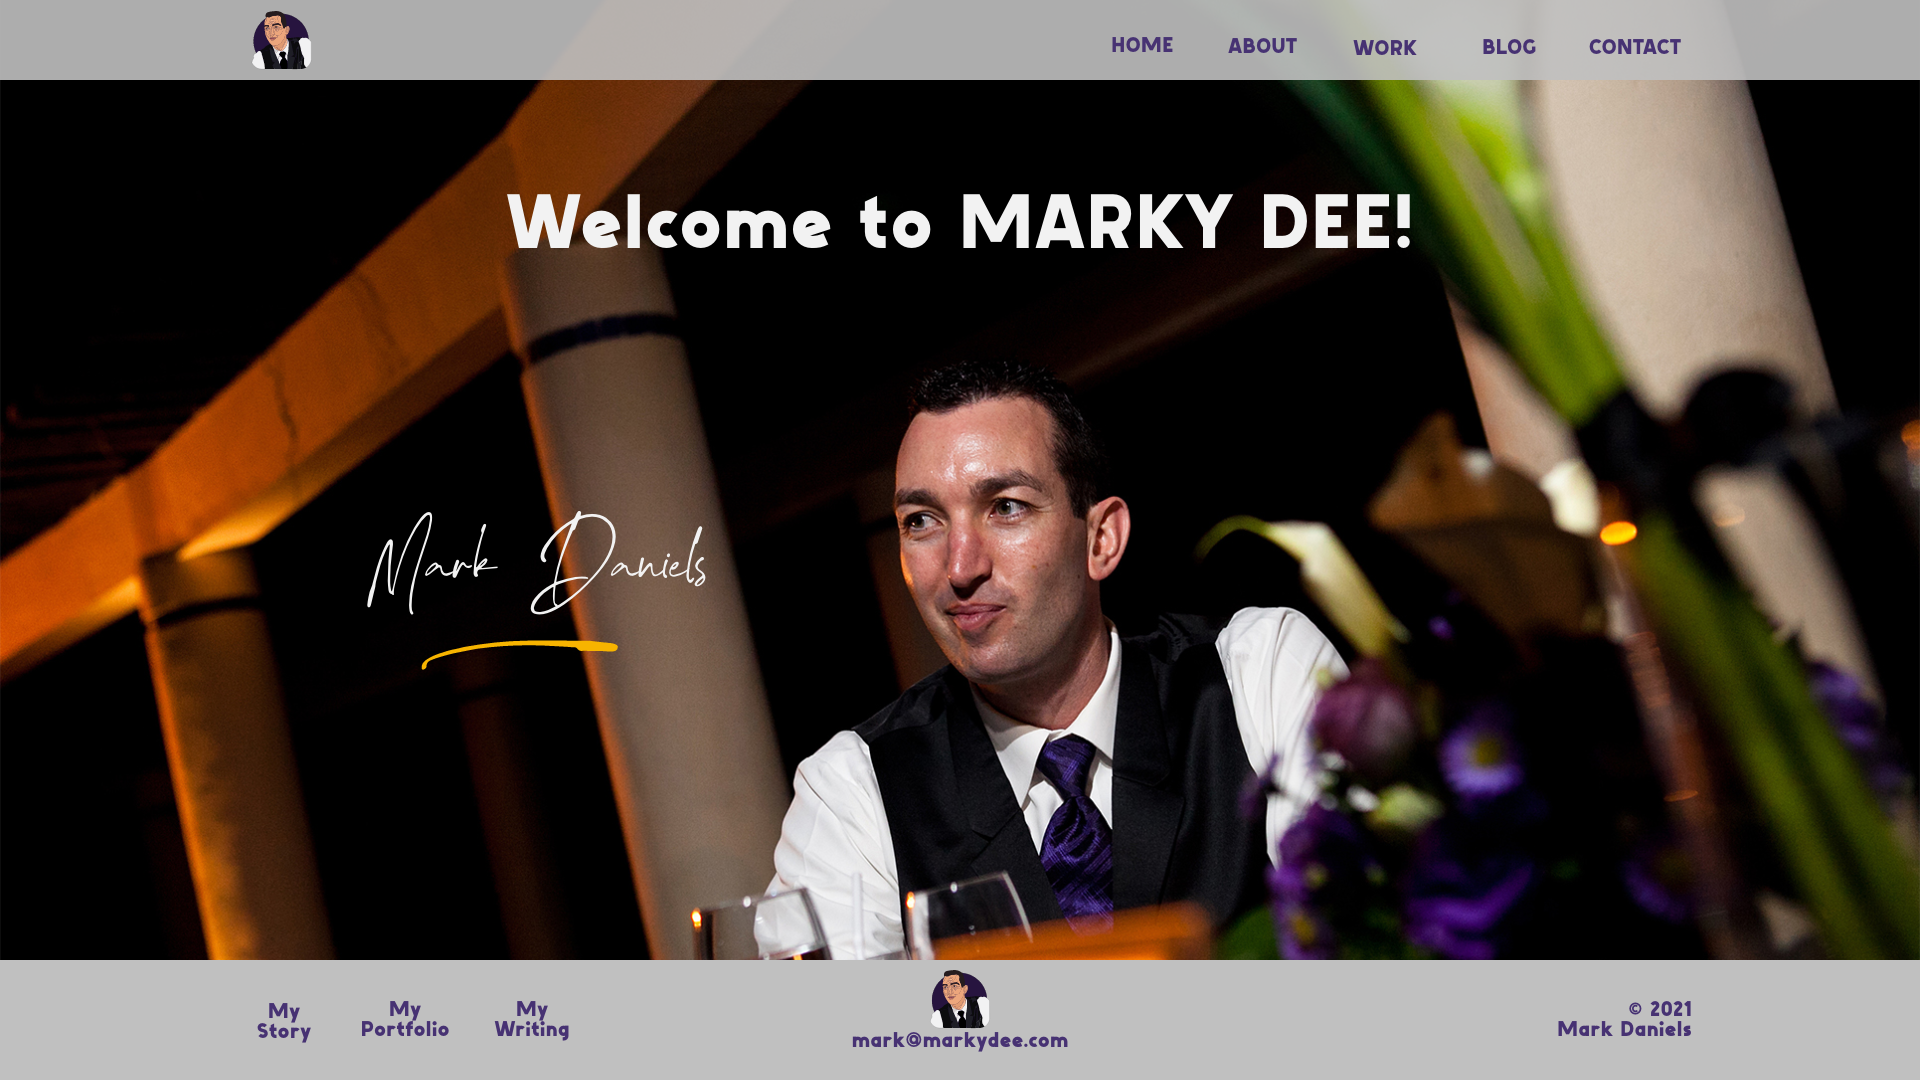 HOME ABOUT WORK BLOG CONTACT
Welcome to MARKY DEE!
Mark Daniels
My
Story
My
Portfolio
My
Writing
mark@markydee.com
© 2021
Mark Daniels